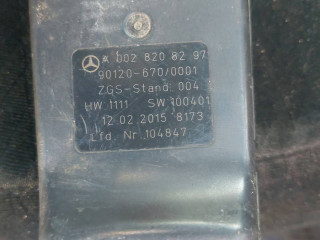 A 002 820 82 97
90120-670/0001
ZGS-Stand 004
HW 1111 SW 100401
12 02 2015 8173
Lfd Nr 104847